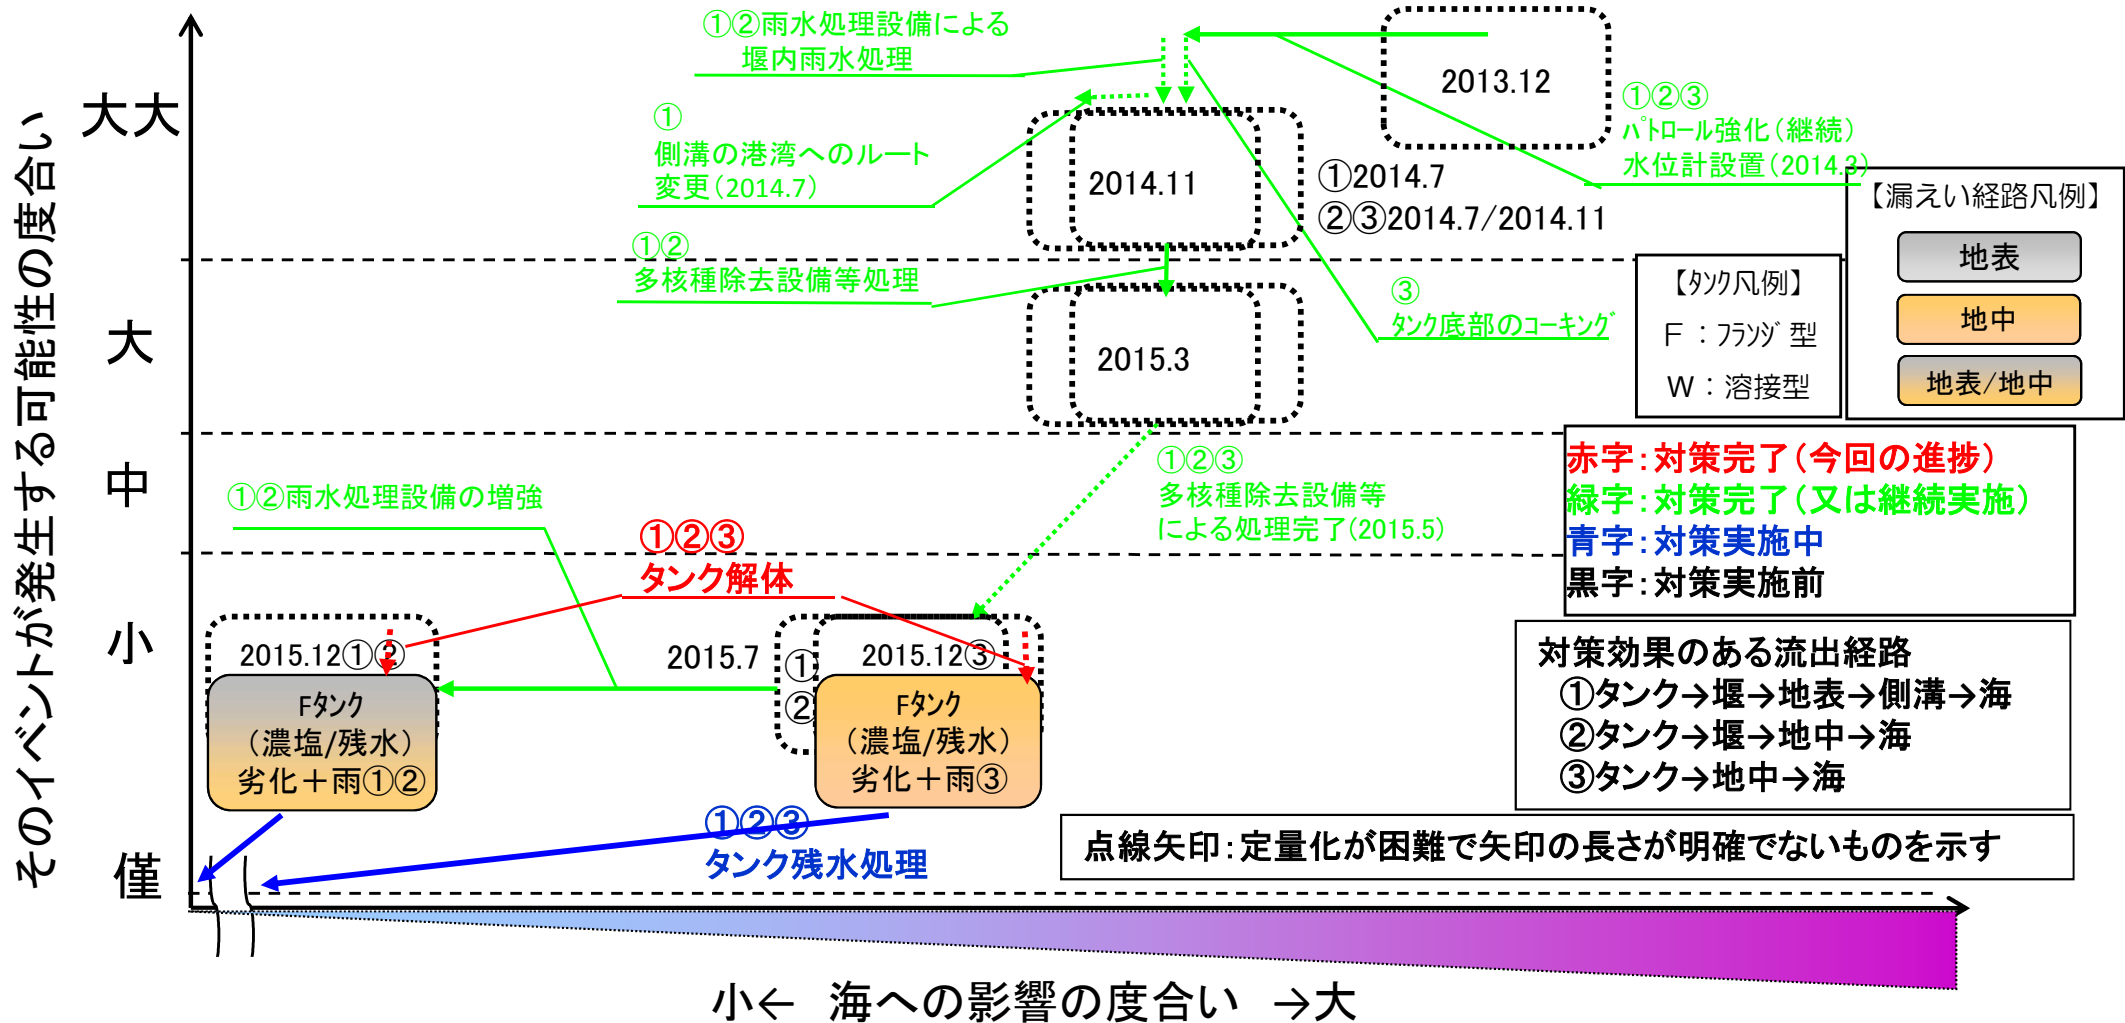 そのイベントが発生する可能性の度合い
大大
大
中
小
僅
①②雨水処理設備による
堰内雨水処理
2013.12
①②③
パトロール強化（継続）
水位計設置（2014.3）
①
側溝の港湾へのルート
変更（2014.7）
2014.11
①2014.7
②③2014.7/2014.11
【漏えい経路凡例】
地表
地中
地表/地中
①②
多核種除去設備等処理
【タンク凡例】
F：フランジ型
W：溶接型
③
タンク底部のコーキング
2015.3
赤字：対策完了（今回の進捗）
緑字：対策完了（又は継続実施）
青字：対策実施中
黒字：対策実施前
①②③
多核種除去設備等
による処理完了(2015.5)
①②雨水処理設備の増強
①②③
タンク解体
2015.12①②
Fタンク
（濃塩/残水）
劣化＋雨①②
2015.7
①
②
2015.12③
Fタンク
（濃塩/残水）
劣化＋雨③
対策効果のある流出経路
①タンク→堰→地表→側溝→海
②タンク→堰→地中→海
③タンク→地中→海
①②③
タンク残水処理
点線矢印：定量化が困難で矢印の長さが明確でないものを示す
小← 海への影響の度合い →大